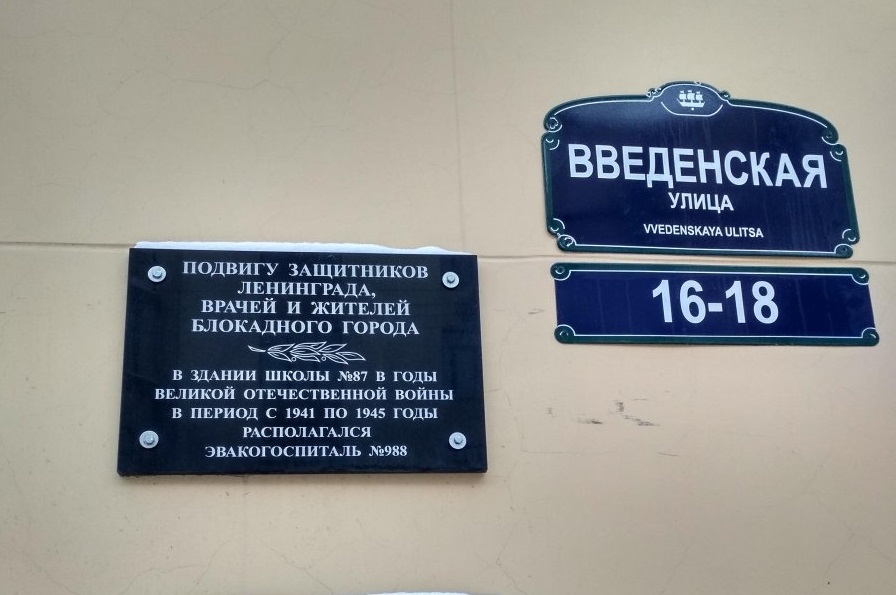 ПОДВИГУ ЗАЩИТНИКОВ
ЛЕНИНГРАДА,
ВРАЧЕЙ И ЖИТЕЛЕЙ
БЛОКАДНОГО ГОРОДА
В ЗДАНИИ ШКОЛЫ №87 В ГОДЫ
ВЕЛИКОЙ ОТЕЧЕСТВЕННОЙ ВОЙНЫ
В ПЕРИОД С 1941 ПО 1945 ГОДЫ
РАСПОЛАГАЛСЯ
ЭВАКОГОСПИТАЛЬ №988
ВВЕДЕНСКАЯ
УЛИЦА
VVEDENSKAYA ULITSA
16-18